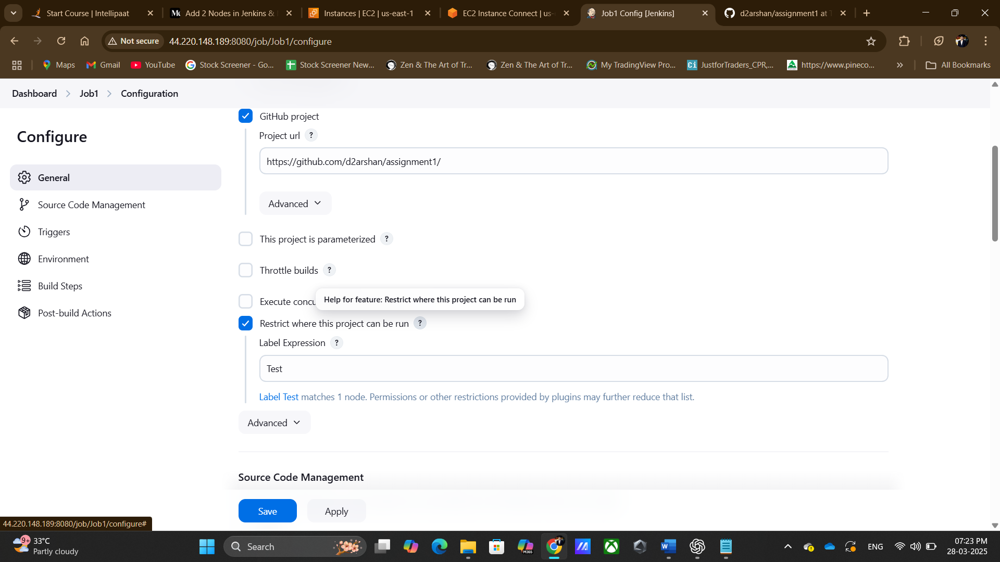 Start Course | Intellipaat
Add 2 Nodes in Jenkins &
Instances | EC2 | us-east-1
EC2 Instance Connect | us-
Job1 Config [Jenkins]
d2arshan/assignment1 at
Not secure
44.220.148.189:8080/job/Job1/configure
Maps
Gmail
YouTube
Stock Screener - Go...
Stock Screener New...
Zen & The Art of Tr...
Zen & The Art of Tr...
My TradingView Pro...
Ci
JustforTraders_CPR,...
https://www.pineco...
All Bookmarks
Dashboard
Job1
Configuration
Configure
General
Source Code Management
Triggers
Environment
Build Steps
Post-build Actions
GitHub project
Project url ?
https://github.com/d2arshan/assignment1/
Advanced
This project is parameterized ?
Throttle builds ?
Execute concu
Help for feature: Restrict where this project can be run
Restrict where this project can be run ?
Label Expression ?
Test
Label Test matches 1 node. Permissions or other restrictions provided by plugins may further reduce that list.
Advanced
Source Code Management
Save
Apply
44.220.148.189:8080/job/Job1/configure#
9+
33°C
Partly cloudy
Search
M365
ENG
07:23 PM
28-03-2025